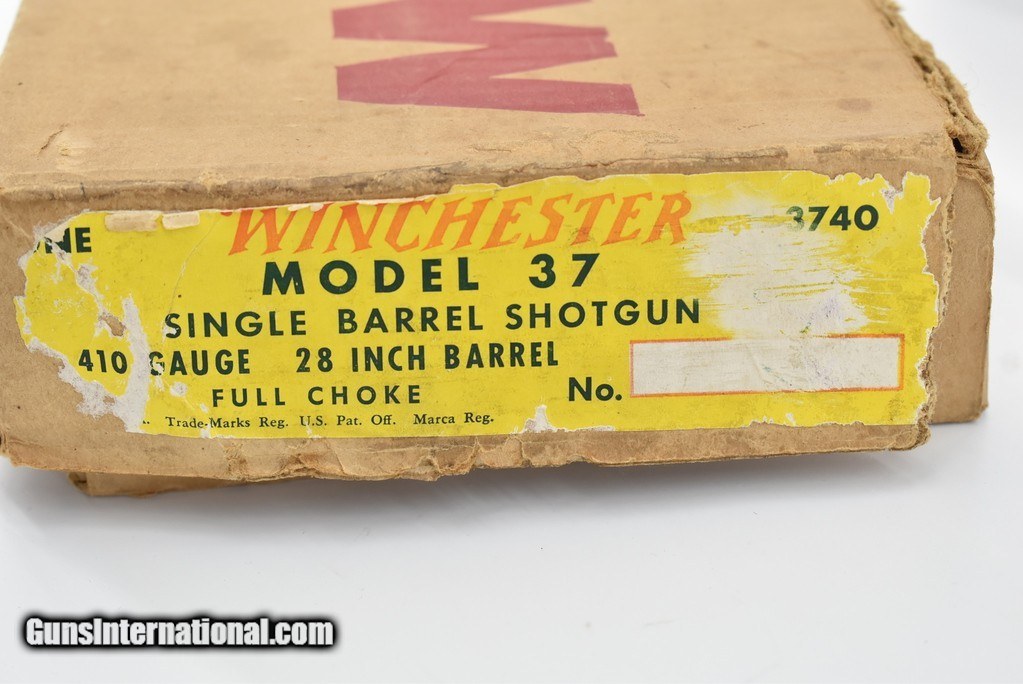 WINCHESTER 3740
MODEL 37
SINGLE BARREL SHOTGUN
410 GAUGE 28 INCH BARREL
FULL CHOKE No.
Trade-Marks Reg. U.S. Pat. Off. Marca Reg.
GunsInternational.com